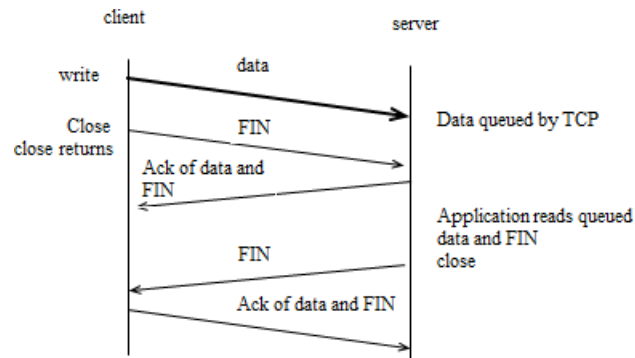 client
server
data
write
Data queued by TCP
Close
FIN
close returns
Ack of data and
FIN
Application reads queued
data and FIN
close
FIN
Ack of data and FIN